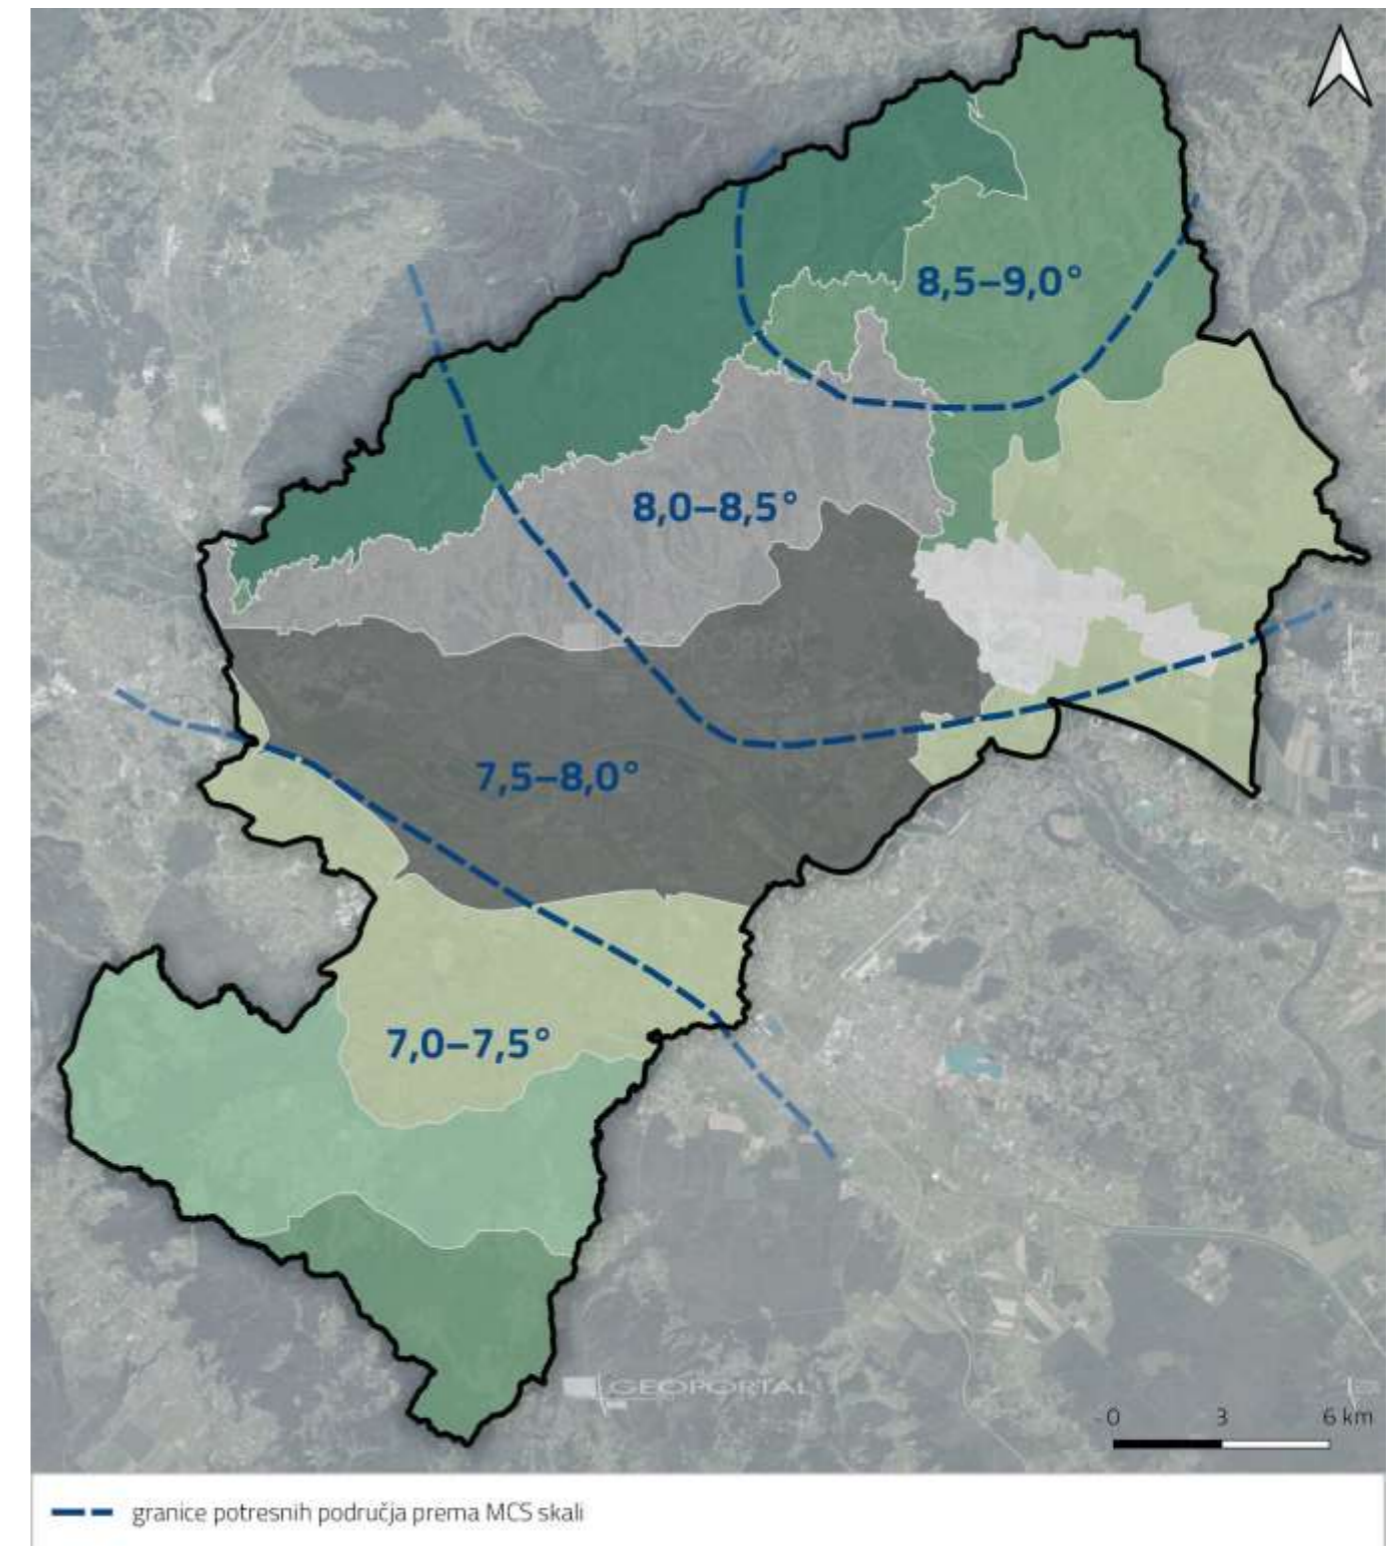 8,5–9,0°
8,0–8,5°
7,5–8,0°
7,0–7,5°
GEOPORTAL
0 3 6 km
granice potresnih područja prema MCS skali